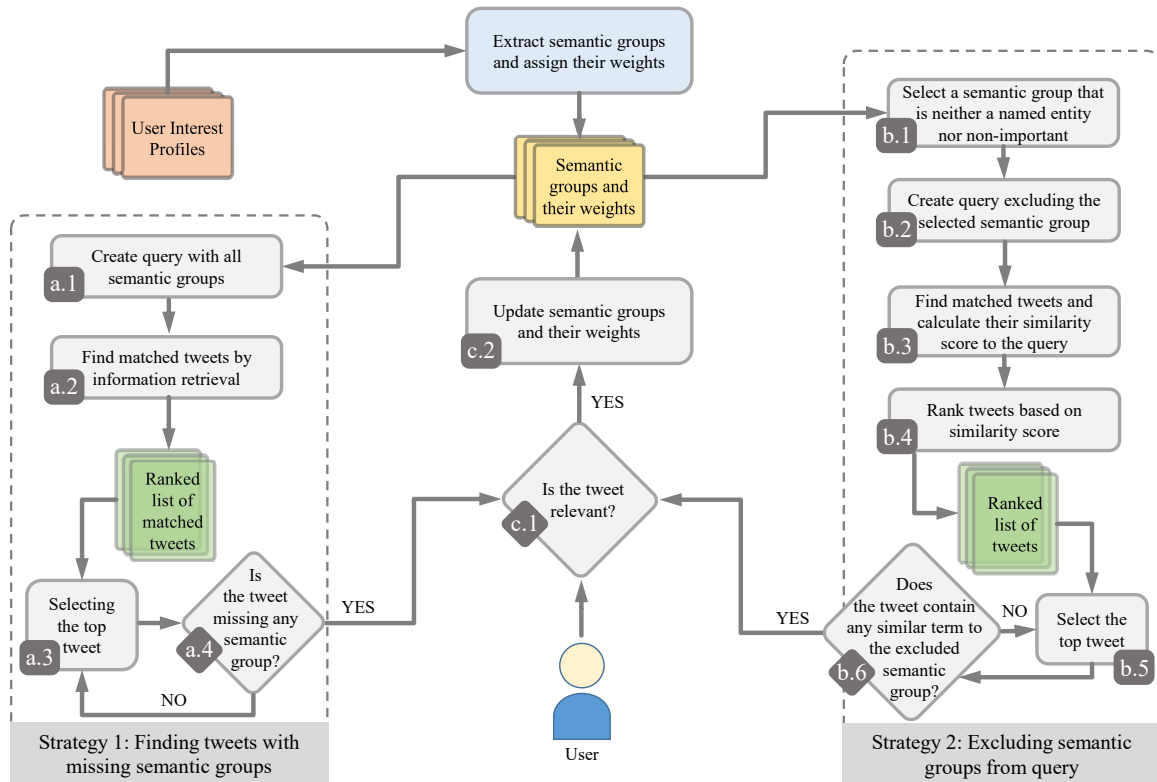 Extract semantic groups
and assign their weights
User Interest
Profiles
Semantic
groups and
their weights
Create query with all
semantic groups
a.1
Find matched tweets by
information retrieval
a.2
Ranked
list of
matched
tweets
Selecting
the top
tweet
a.3
Is
the tweet
missing any
semantic
group?
a.4
YES
NO
Strategy 1: Finding tweets with
missing semantic groups
Update semantic groups
and their weights
c.2
YES
Is the tweet
relevant?
c.1
User
Select a semantic group that
is neither a named entity
nor non-important
b.1
Create query excluding the
selected semantic group
b.2
Find matched tweets and
calculate their similarity
score to the query
b.3
Rank tweets based on
similarity score
b.4
Ranked
list of
tweets
Does
the tweet contain
any similar term to
the excluded
semantic
group?
b.6
YES
NO
Select the
top tweet
b.5
Strategy 2: Excluding semantic
groups from query